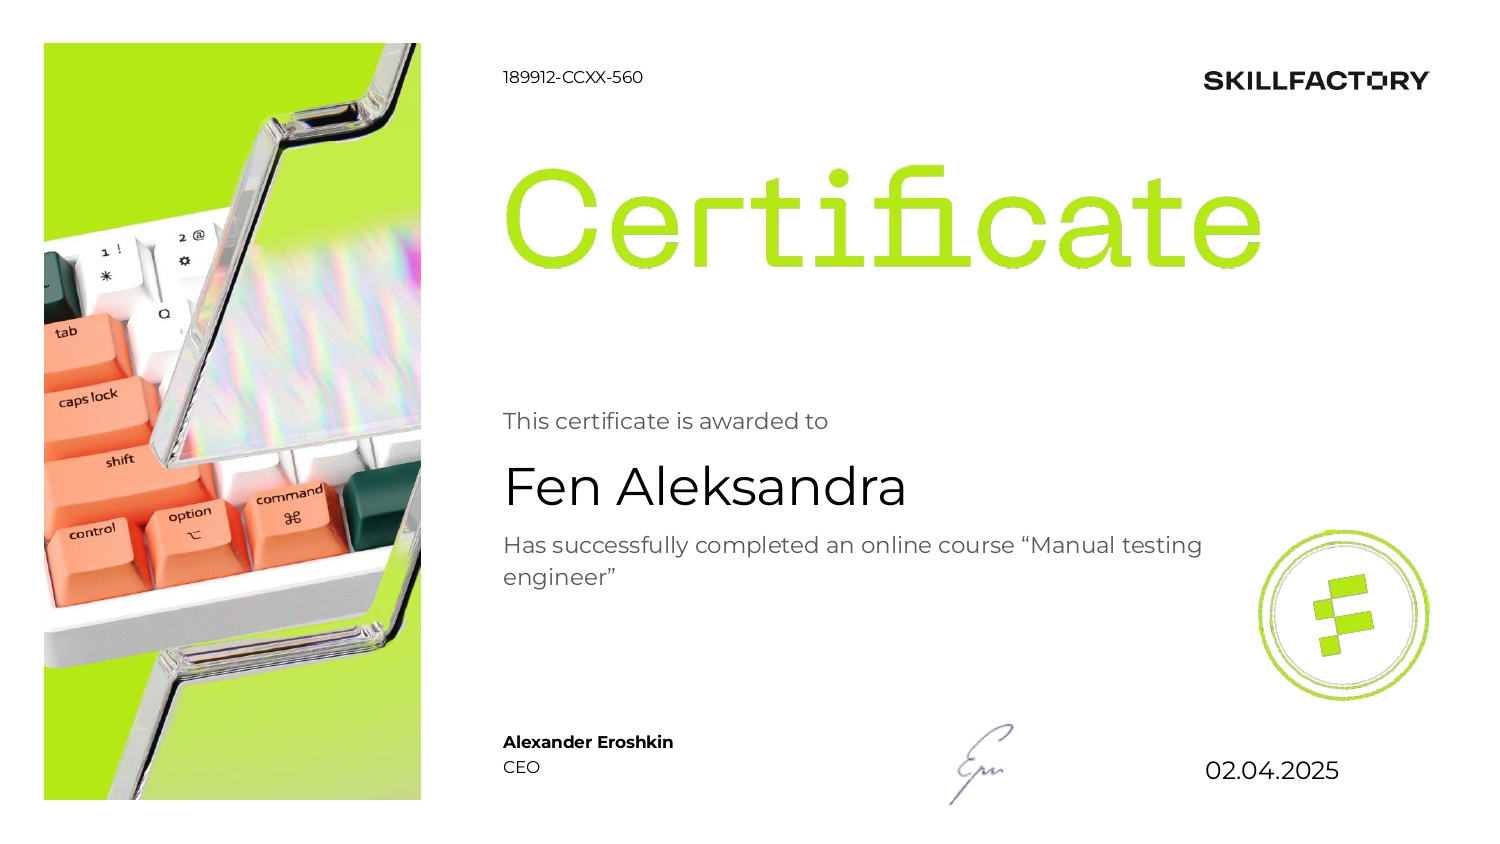 189912-CCXX-560
SKILLFACTORY
Certificate
This certificate is awarded to
Fen Aleksandra
Has successfully completed an online course “Manual testing
engineer”
Alexander Eroshkin
CEO
02.04.2025
1 !
2 @
Q
tab
caps lock
shift
control
option
command
F